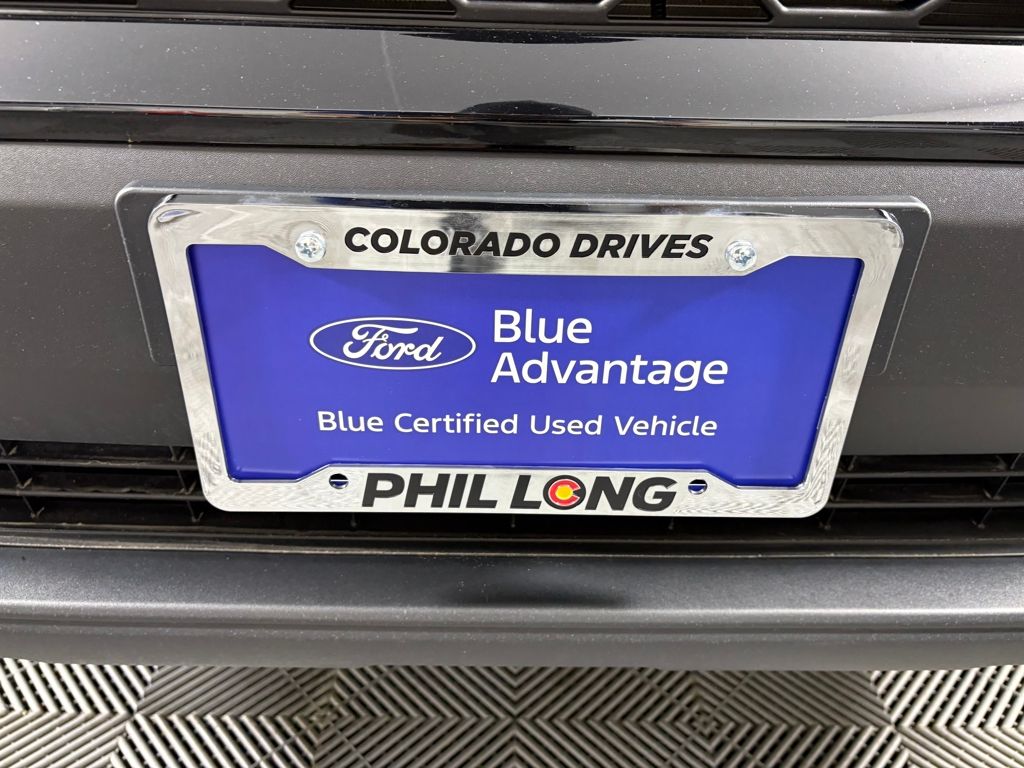 COLORADO DRIVES
Ford
Blue
Advantage
Blue Certified Used Vehicle
PHIL LONG